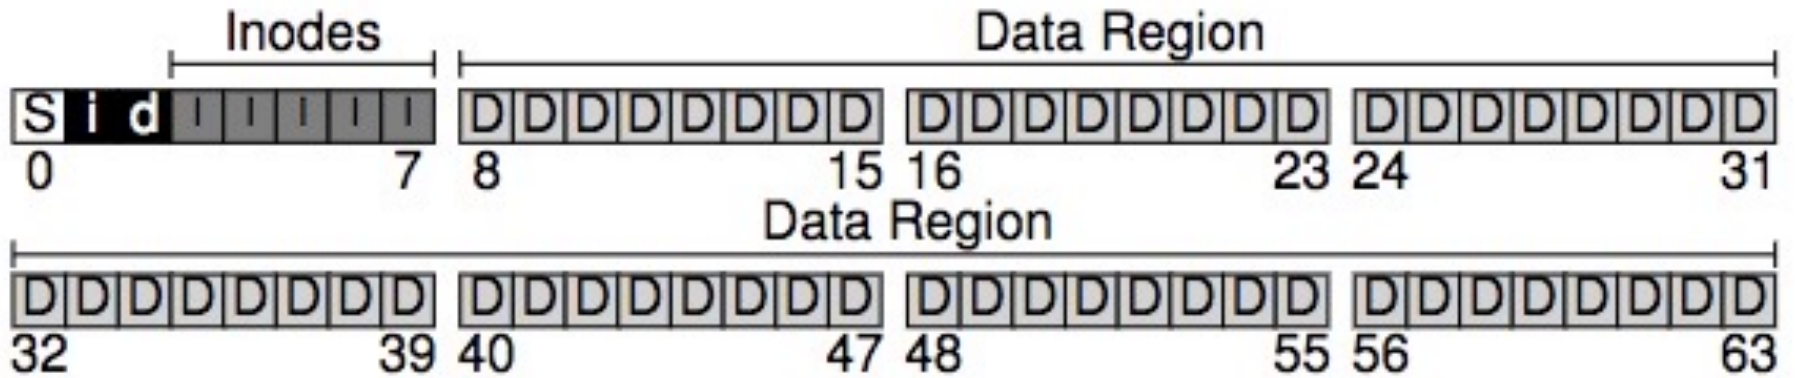 Inodes Data Region
S i d I I I I I D D D D D D D D D D D D D D D D D D D D D D D D
0 7 8 15 16 23 24 31
Data Region
D D D D D D D D D D D D D D D D D D D D D D D D D D D D D D D D
32 39 40 47 48 55 56 63